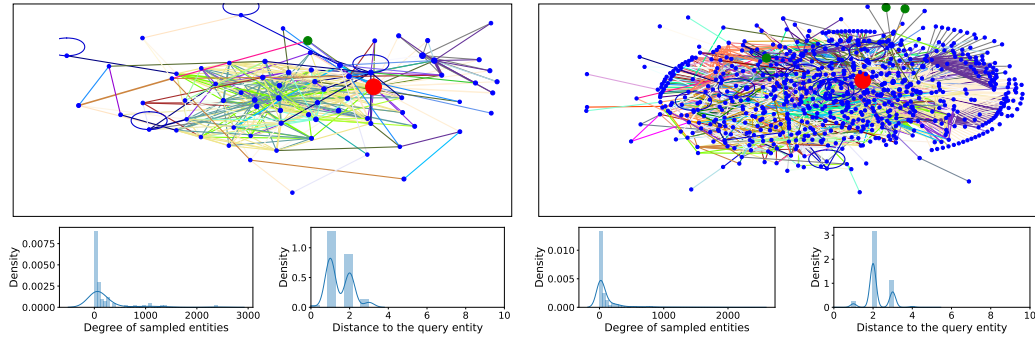 0.0075
0.0050
0.0025
0.0000
Density
0 1000 2000 3000
Degree of sampled entities
1.0
0.5
0.0
Density
0 2 4 6 8 10
Distance to the query entity
0.010
0.005
0.000
Density
0 1000 2000
Degree of sampled entities
3
2
1
0
Density
0 2 4 6 8 10
Distance to the query entity